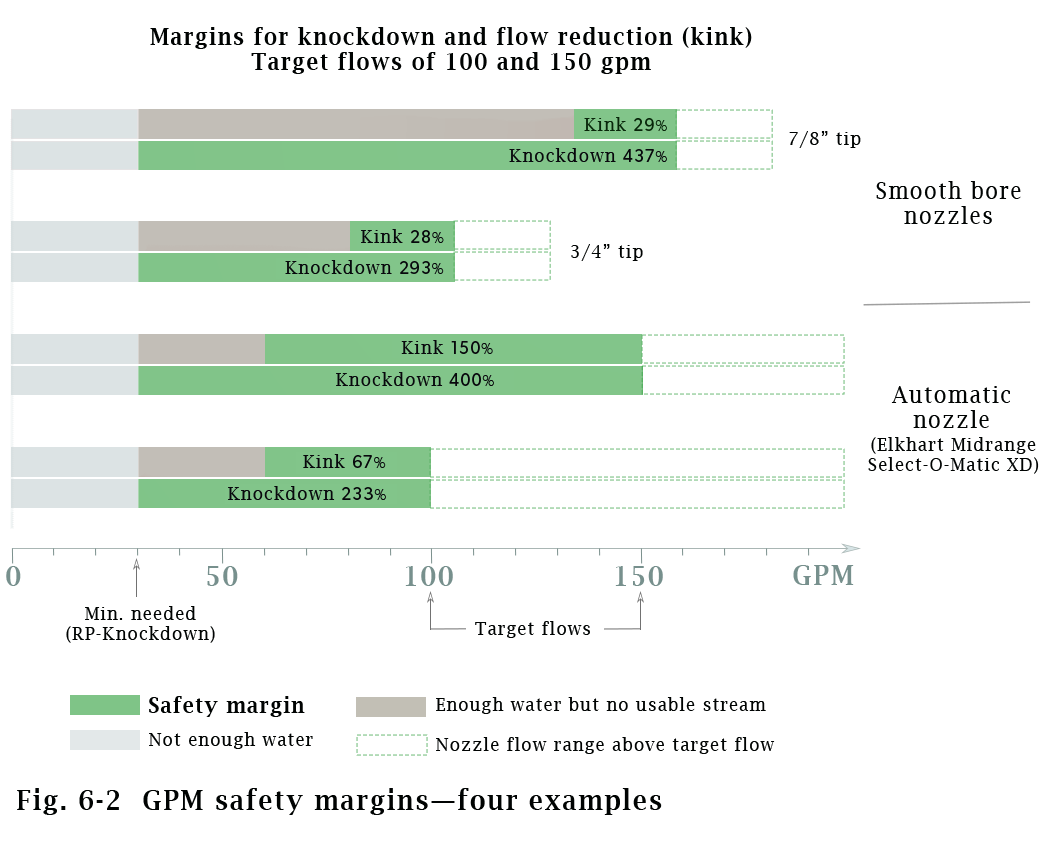 Margins for knockdown and flow reduction (kink)
Target flows of 100 and 150 gpm
Kink 29%
Knockdown 437%
7/8” tip
Smooth bore
nozzles
Kink 28%
Knockdown 293%
3/4” tip
Kink 150%
Knockdown 400%
Automatic
nozzle
(Elkhart Midrange
Select-O-Matic XD)
Kink 67%
Knockdown 233%
0 50 100 150 GPM
Min. needed
(RP-Knockdown)
Target flows
Safety margin
Enough water but no usable stream
Not enough water
Nozzle flow range above target flow
Fig. 6-2 GPM safety margins—four examples